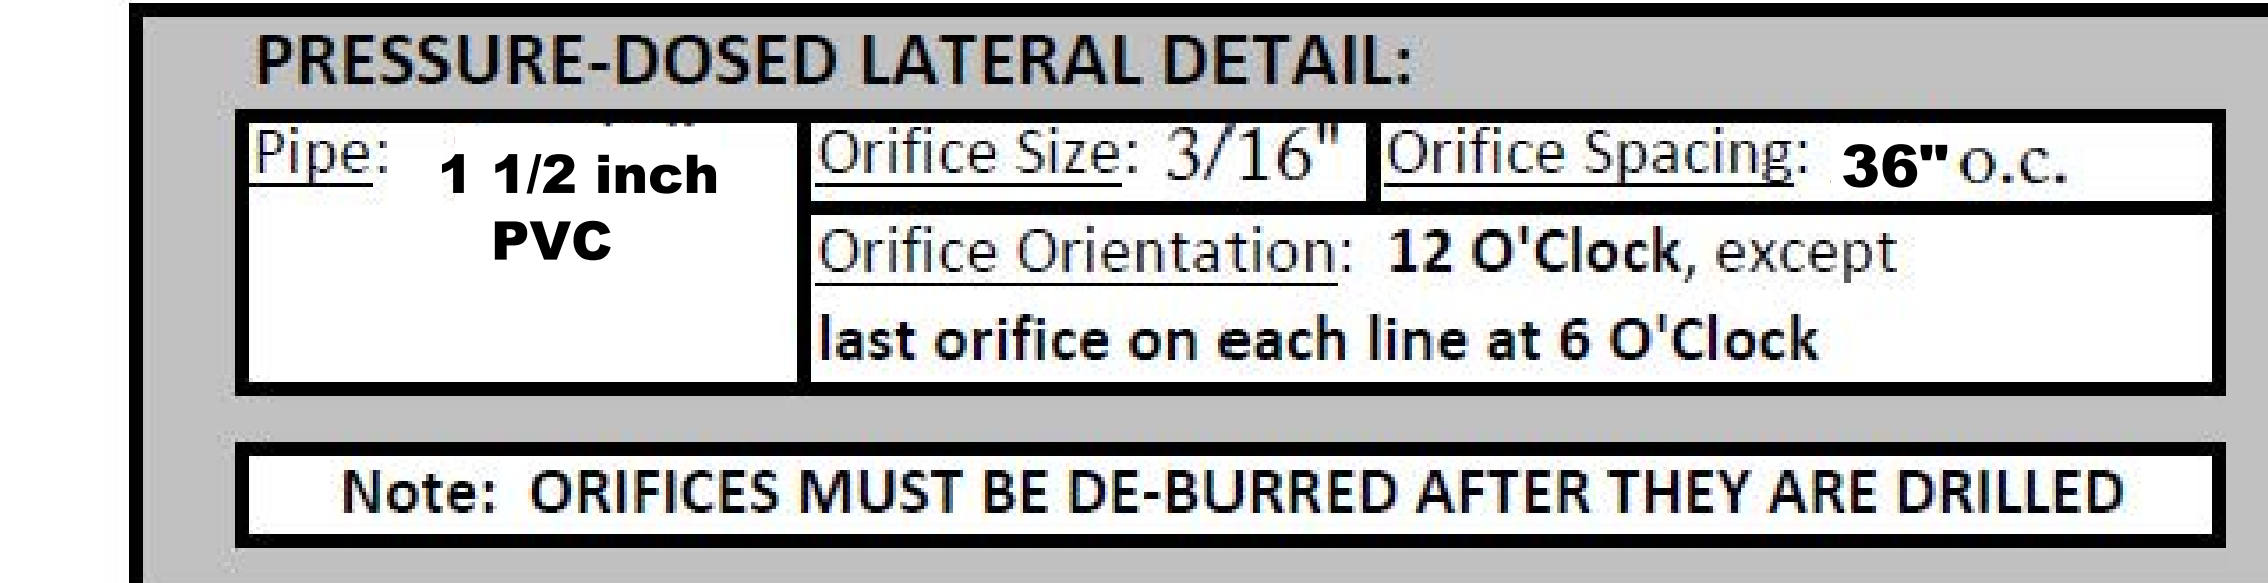 PRESSURE-DOSED LATERAL DETAIL:
Pipe: 1 1/2 inch
PVC
Orifice Size: 3/16"
Orifice Spacing: 36" o.c.
Orifice Orientation: 12 O'Clock, except
last orifice on each line at 6 O'Clock
Note: ORIFICES MUST BE DE-BURRED AFTER THEY ARE DRILLED